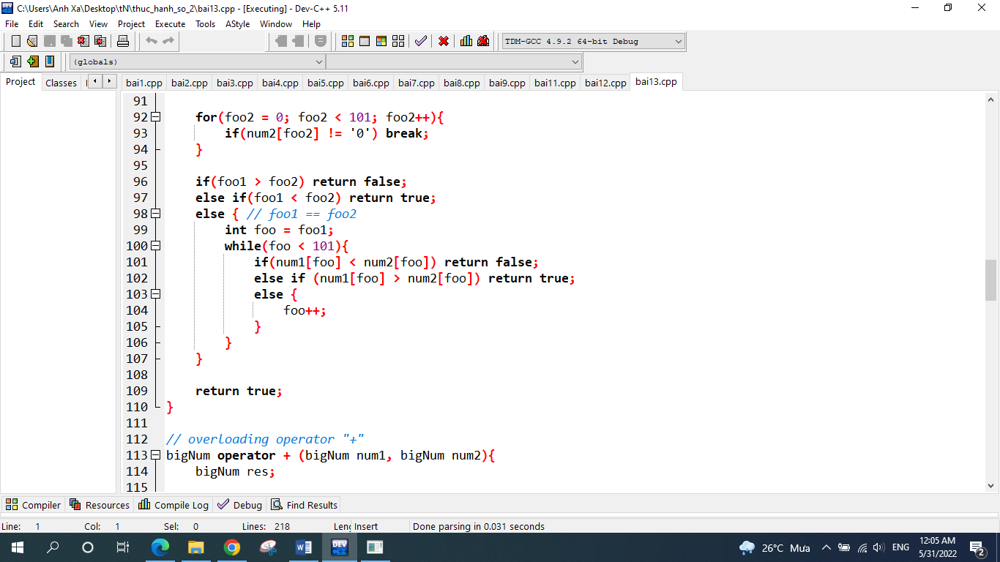 C:\Users\Anh Xa\Desktop\tN\thuc_hanh_so_2\bai13.cpp - [Executing] - Dev-C++ 5.11
File Edit Search View Project Execute Tools AStyle Window Help
TDM-GCC 4.9.2 64-bit Debug
(globals)
Project Classes bai1.cpp bai2.cpp bai3.cpp bai4.cpp bai5.cpp bai6.cpp bai7.cpp bai8.cpp bai9.cpp bai11.cpp bai12.cpp bai13.cpp
91
92 for(foo2 = 0; foo2 < 101; foo2++){
93 if(num2[foo2] != '0') break;
94 }
95
96 if(foo1 > foo2) return false;
97 else if(foo1 < foo2) return true;
98 else { // foo1 == foo2
99 int foo = foo1;
100 while(foo < 101){
101 if(num1[foo] < num2[foo]) return false;
102 else if (num1[foo] > num2[foo]) return true;
103 else {
104 foo++;
105 }
106 }
107 }
108
109 return true;
110 }
111
112 // overloading operator "+"
113 bigNum operator + (bigNum num1, bigNum num2){
114 bigNum res;
115
Compiler Resources Compile Log Debug Find Results
Line: 1 Col: 1 Sel: 0 Lines: 218 Len Insert Done parsing in 0.031 seconds
DEV 26°C Mưa ENG 12:05 AM
5/31/2022 2